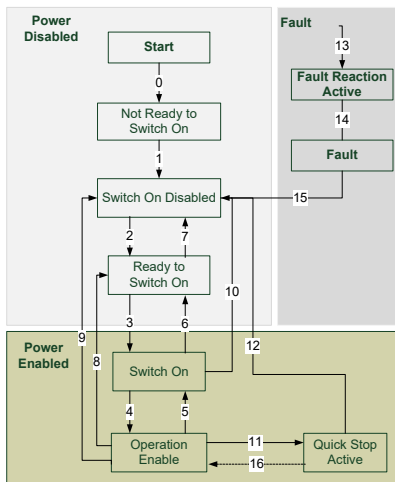 Power
Disabled
Start
0
Not Ready to
Switch On
1
Switch On Disabled
2
7
Ready to
Switch On
10
3
6
9
8
12
Power
Enabled
Switch On
4
5
Operation
Enable
11
16
Quick Stop
Active
Fault
13
Fault Reaction
Active
14
Fault
15